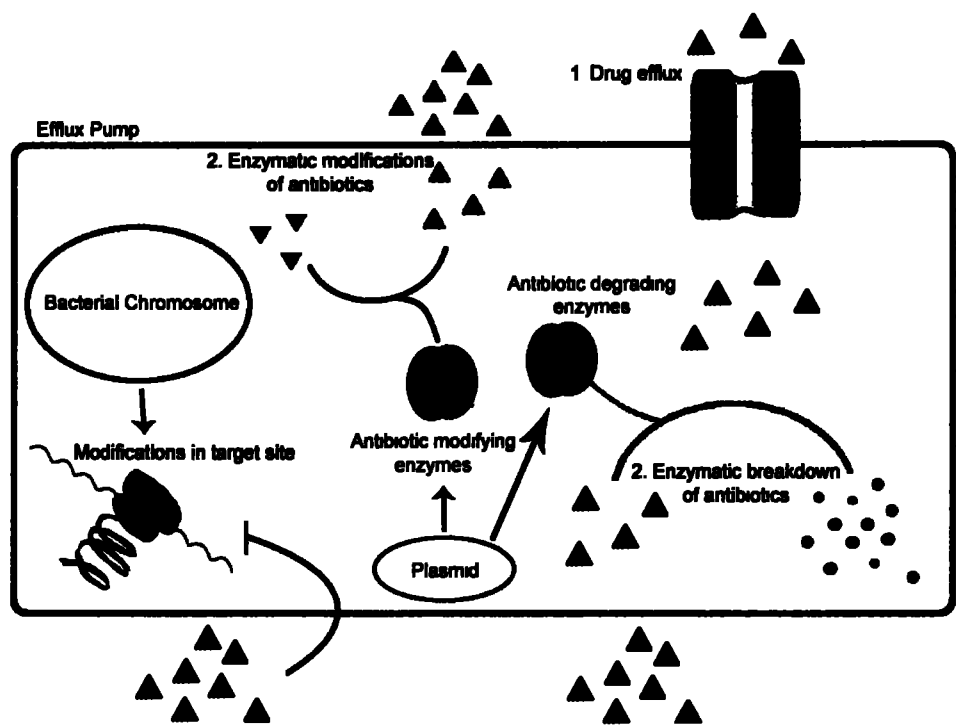 1 Drug efflux
Efflux Pump
2. Enzymatic modifications
of antibiotics
Bacterial Chromosome
Antibiotic degrading
enzymes
Modifications in target site
Antibiotic modifying
enzymes
2. Enzymatic breakdown
of antibiotics
Plasmid